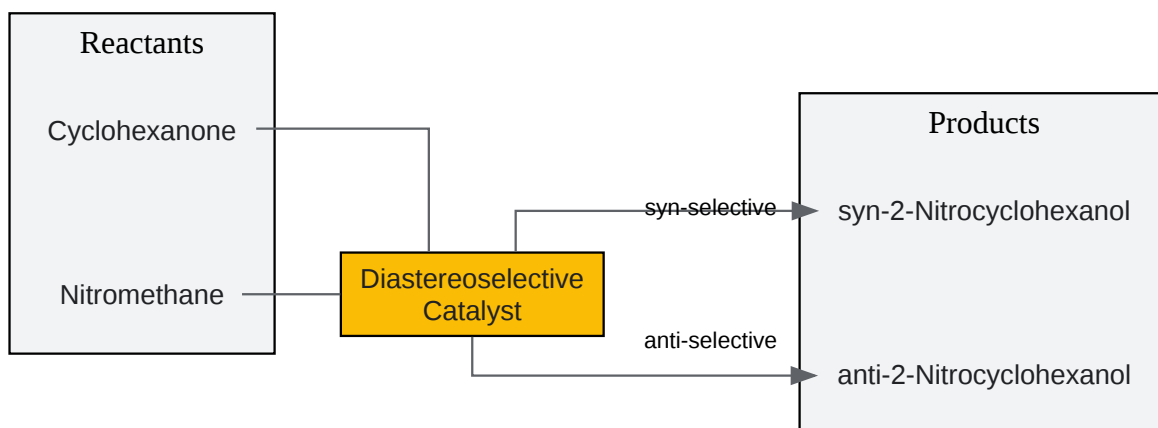 Reactants
Cyclohexanone
Nitromethane
Diastereoselective
Catalyst
syn-selective
anti-selective
Products
syn-2-Nitrocyclohexanol
anti-2-Nitrocyclohexanol